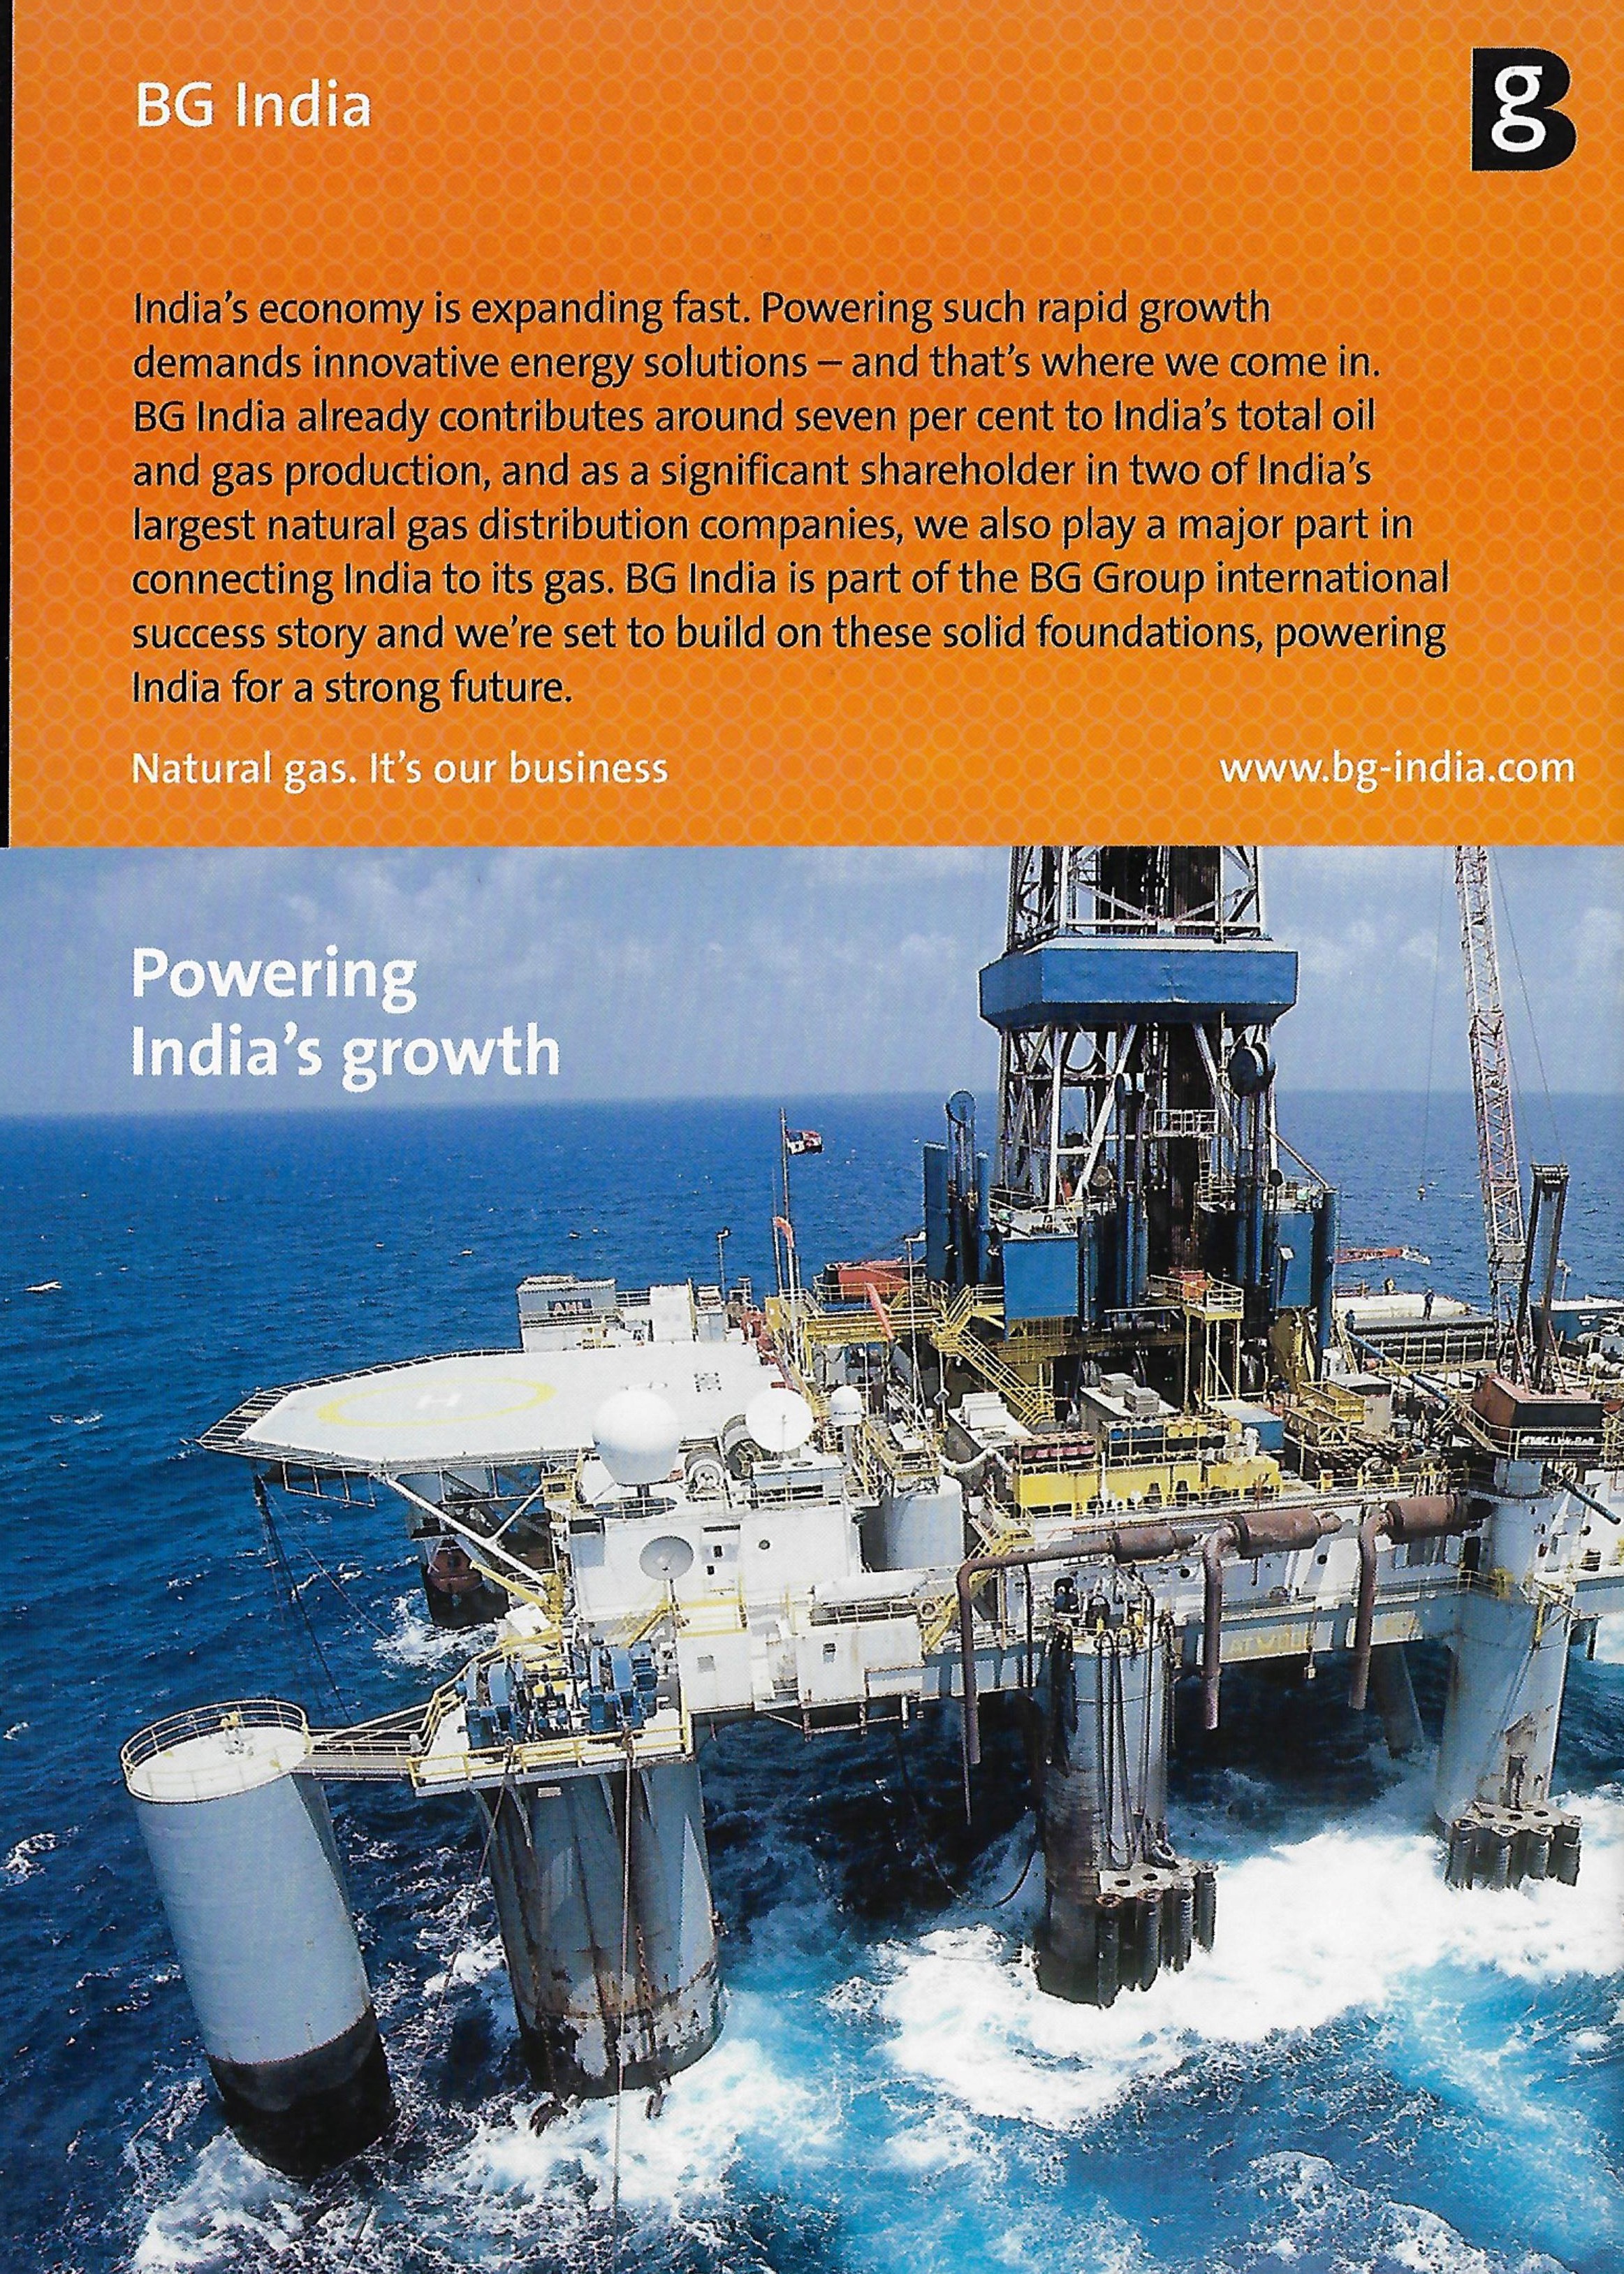 BG India
Bg
India's economy is expanding fast. Powering such rapid growth
demands innovative energy solutions – and that's where we come in.
BG India already contributes around seven per cent to India's total oil
and gas production, and as a significant shareholder in two of India's
largest natural gas distribution companies, we also play a major part in
connecting India to its gas. BG India is part of the BG Group international
success story and we're set to build on these solid foundations, powering
India for a strong future.
Natural gas. It's our business
www.bg-india.com
Powering
India's growth
H
ATWOOD